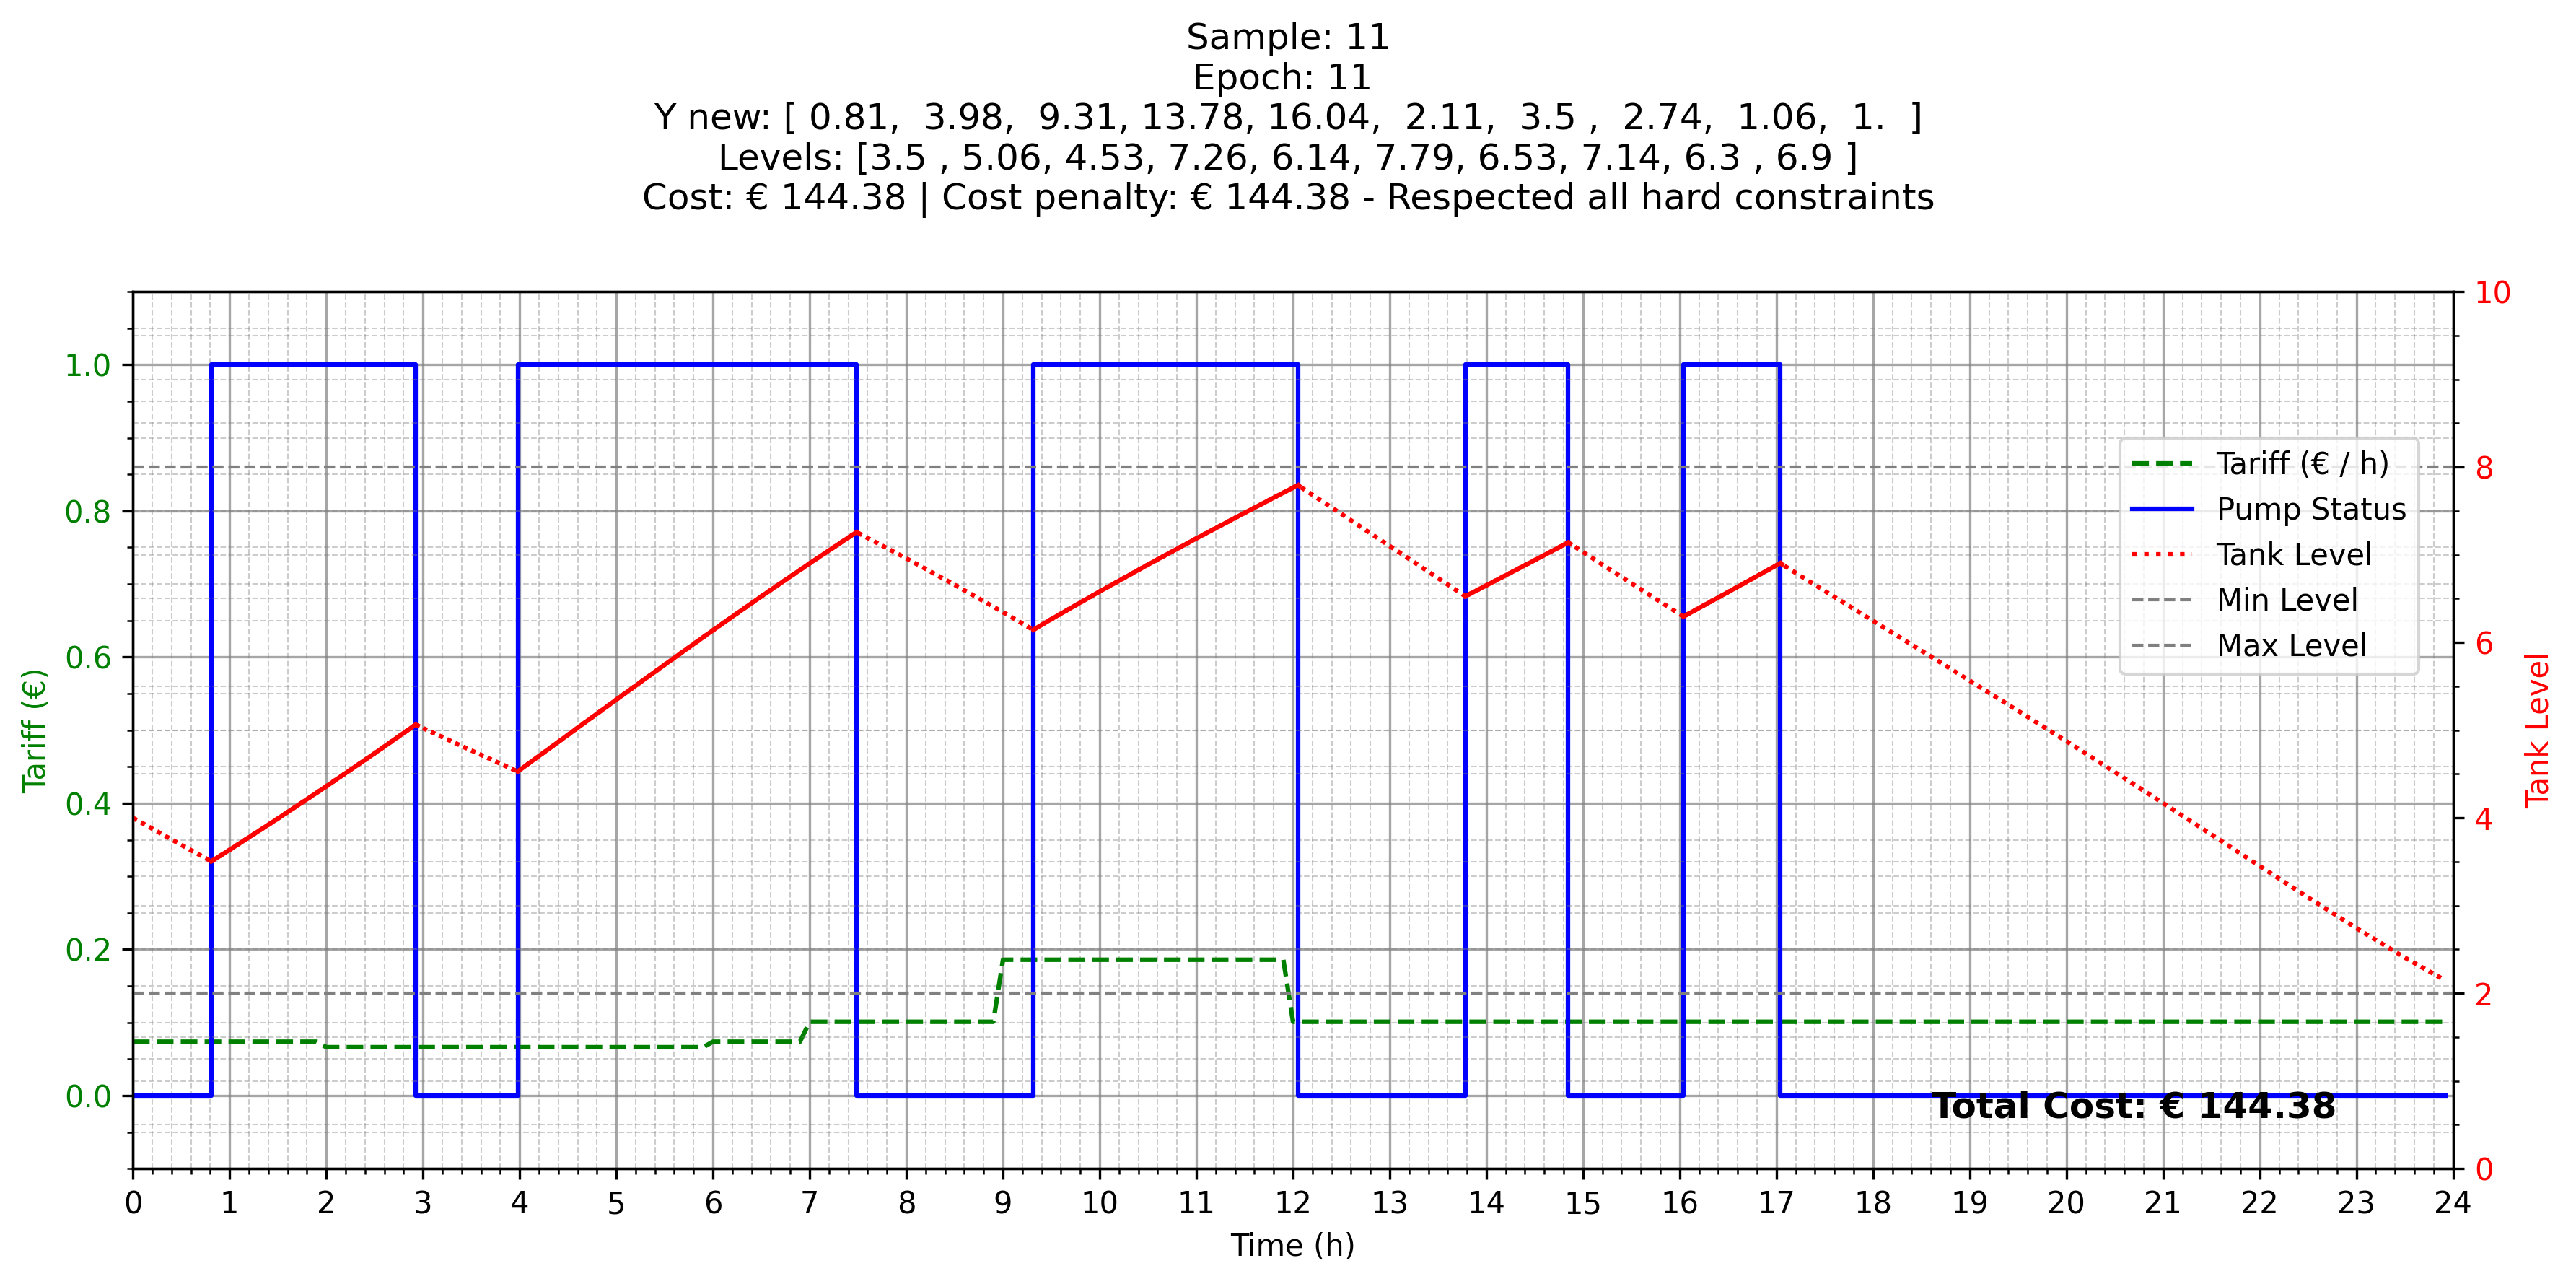 Sample: 11
Epoch: 11
Y new: [ 0.81,  3.98,  9.31, 13.78, 16.04,  2.11,  3.5 ,  2.74,  1.06,  1.  ]
Levels: [3.5 , 5.06, 4.53, 7.26, 6.14, 7.79, 6.53, 7.14, 6.3 , 6.9 ]
Cost: € 144.38 | Cost penalty: € 144.38 - Respected all hard constraints
1.0
0.8
0.6
0.4
0.2
0.0
Tariff (€)
10
8
6
4
2
0
Tank Level
Tariff (€ / h)
Pump Status
Tank Level
Min Level
Max Level
Total Cost: € 144.38
0 1 2 3 4 5 6 7 8 9 10 11 12 13 14 15 16 17 18 19 20 21 22 23 24
Time (h)